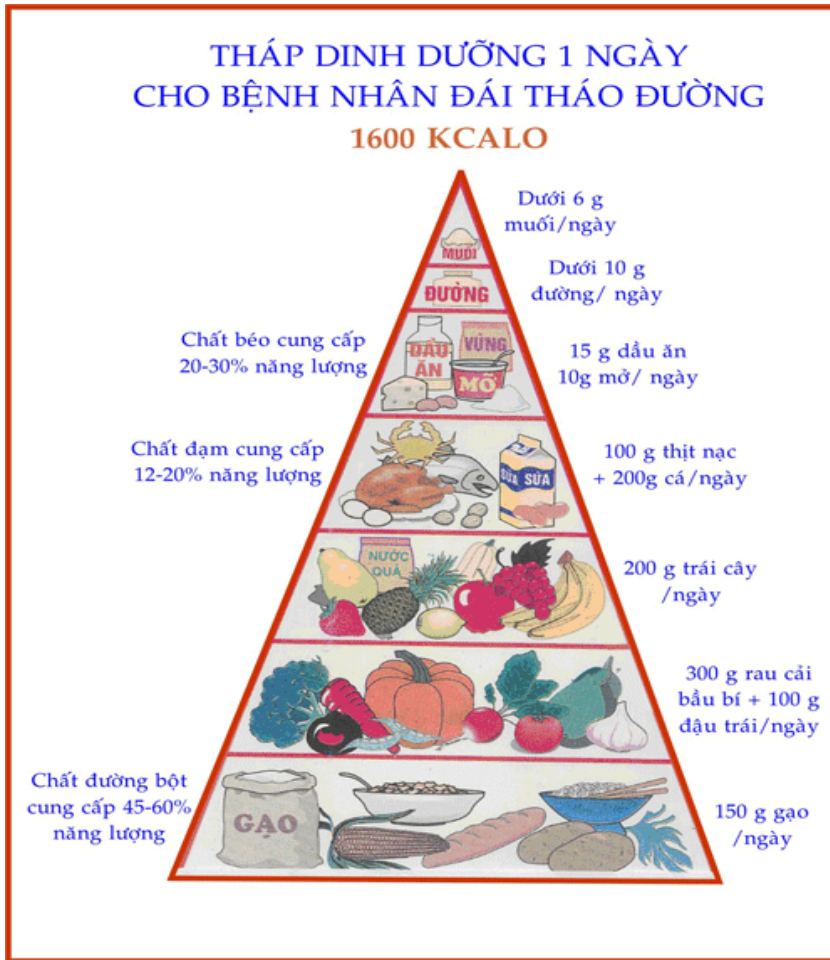 THÁP DINH DƯỠNG 1 NGÀY
CHO BỆNH NHÂN ĐÁI THÁO ĐƯỜNG
1600 KCALO
Dưới 6 g
muối/ngày
MUỐI
Dưới 10 g
đường/ ngày
ĐƯỜNG
Chất béo cung cấp
20-30% năng lượng
DẦU
ĂN
VỪNG
MỠ
15 g dầu ăn
10g mở/ ngày
Chất đạm cung cấp
12-20% năng lượng
SỮA SỮA
100 g thịt nạc
+ 200g cá/ngày
NƯỚC
QUẢ
200 g trái cây
/ngày
300 g rau cải
bầu bí + 100 g
đậu trái/ngày
Chất đường bột
cung cấp 45-60%
năng lượng
GẠO
150 g gạo
/ngày